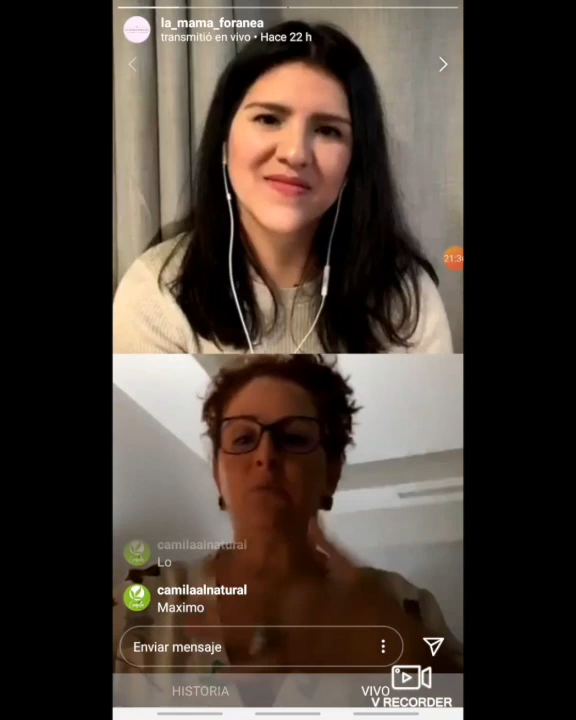 la_mama_foranea
transmitió en vivo • Hace 22 h
camilaalnatural
Lo
camilaalnatural
Maximo
Enviar mensaje
HISTORIA
VIVO
V RECORDER